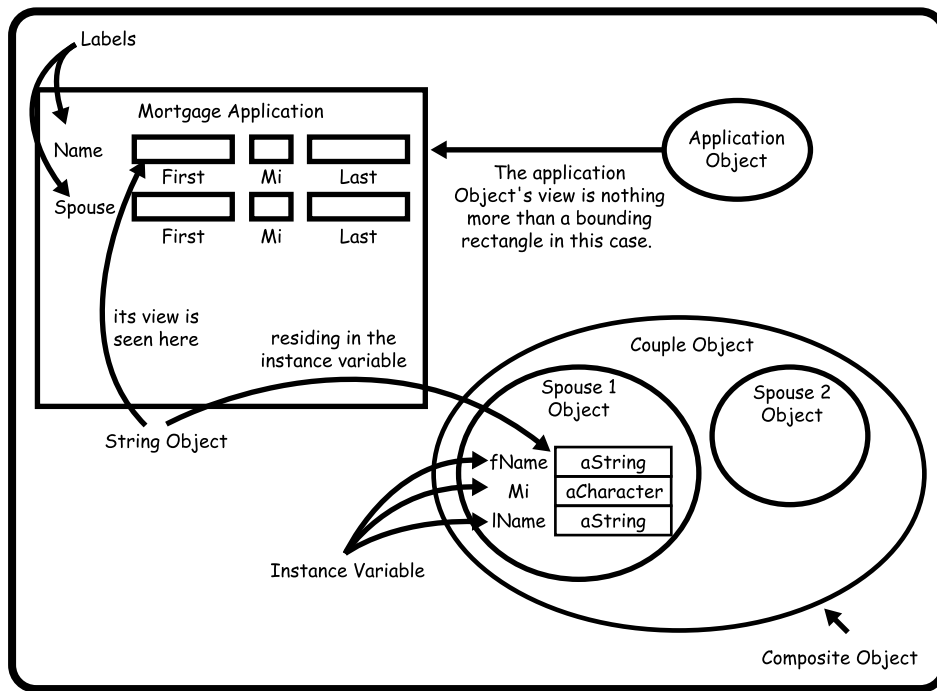 Labels
Mortgage Application
Name
First
Mi
Last
Spouse
First
Mi
Last
Application
Object
The application
Object's view is nothing
more than a bounding
rectangle in this case.
its view is
seen here
residing in the
instance variable
String Object
Couple Object
Spouse 1
Object
Spouse 2
Object
fName
aString
Mi
aCharacter
lName
aString
Instance Variable
Composite Object